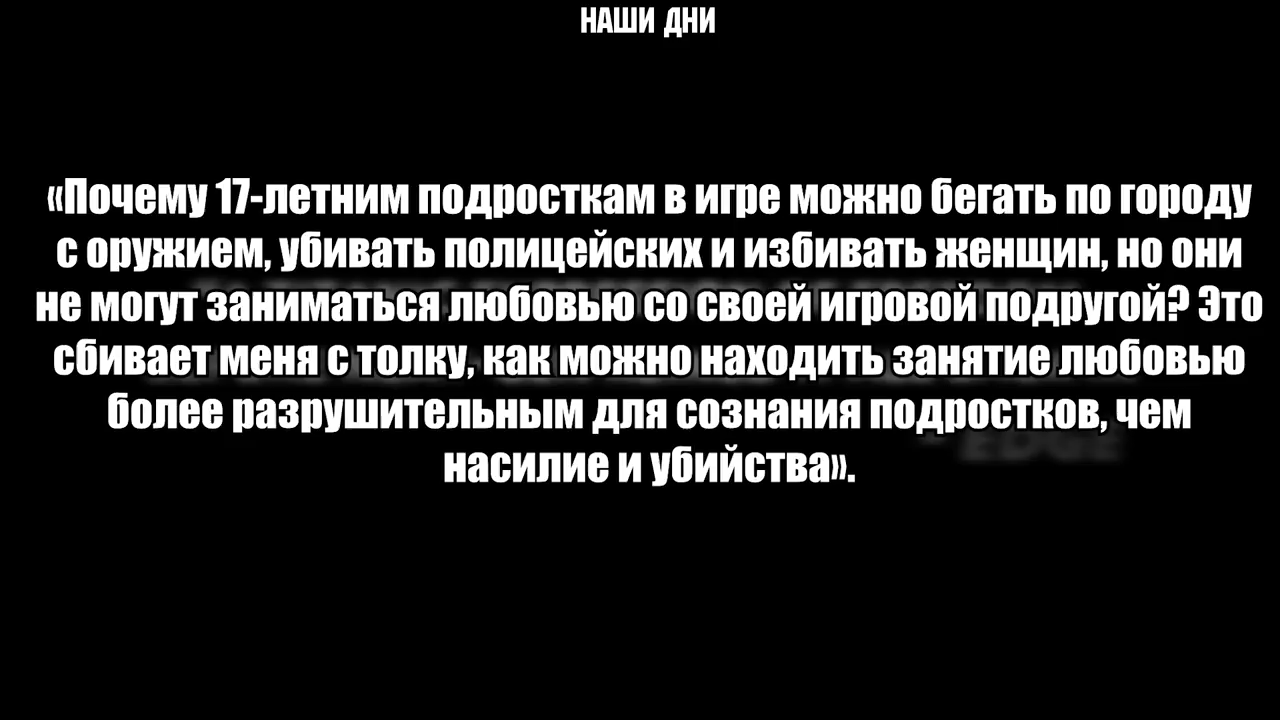 НАШИ ДНИ
«Почему 17-летним подросткам в игре можно бегать по городу
с оружием, убивать полицейских и избивать женщин, но они
не могут заниматься любовью со своей игровой подругой? Это
сбивает меня с толку, как можно находить занятие любовью
более разрушительным для сознания подростков, чем
насилие и убийства».
- EDGE